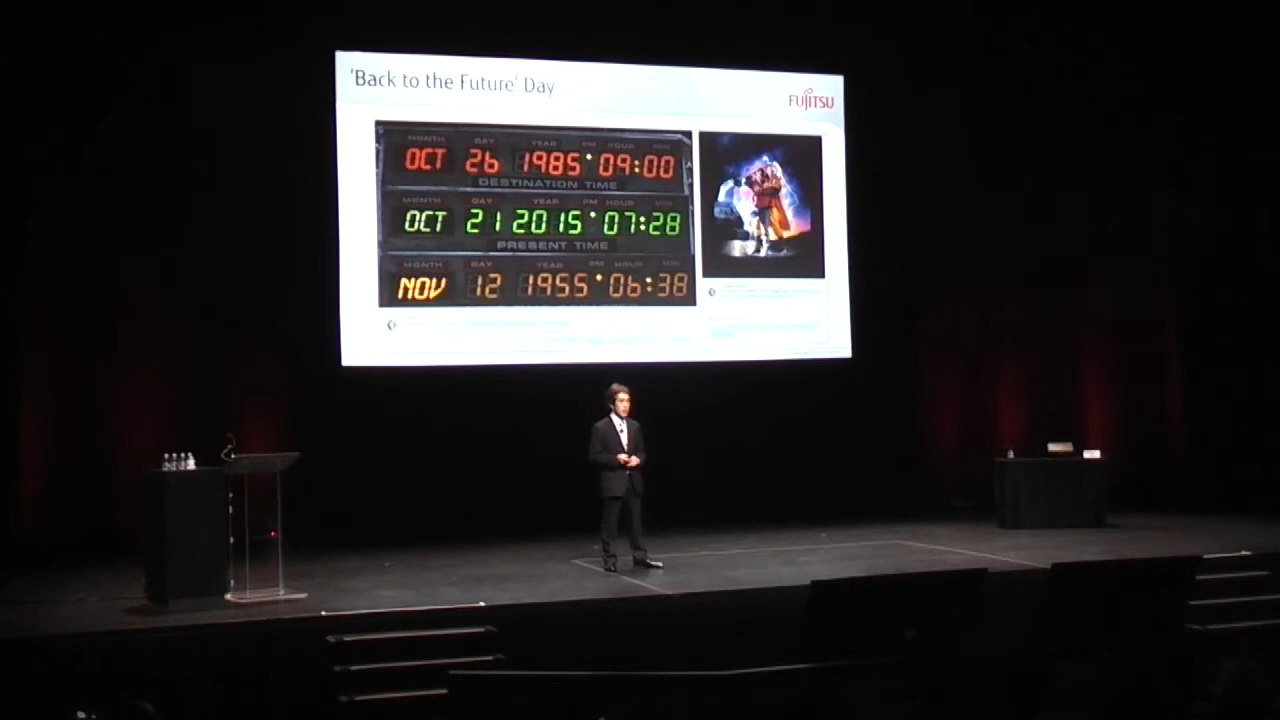 'Back to the Future' Day
FUJITSU
MONTH DAY YEAR PM HOUR MIN
OCT 26 1985 09:00
DESTINATION TIME
MONTH DAY YEAR PM HOUR MIN
OCT 21 2015 07:28
PRESENT TIME
MONTH DAY YEAR PM HOUR MIN
NOV 12 1955 06:38